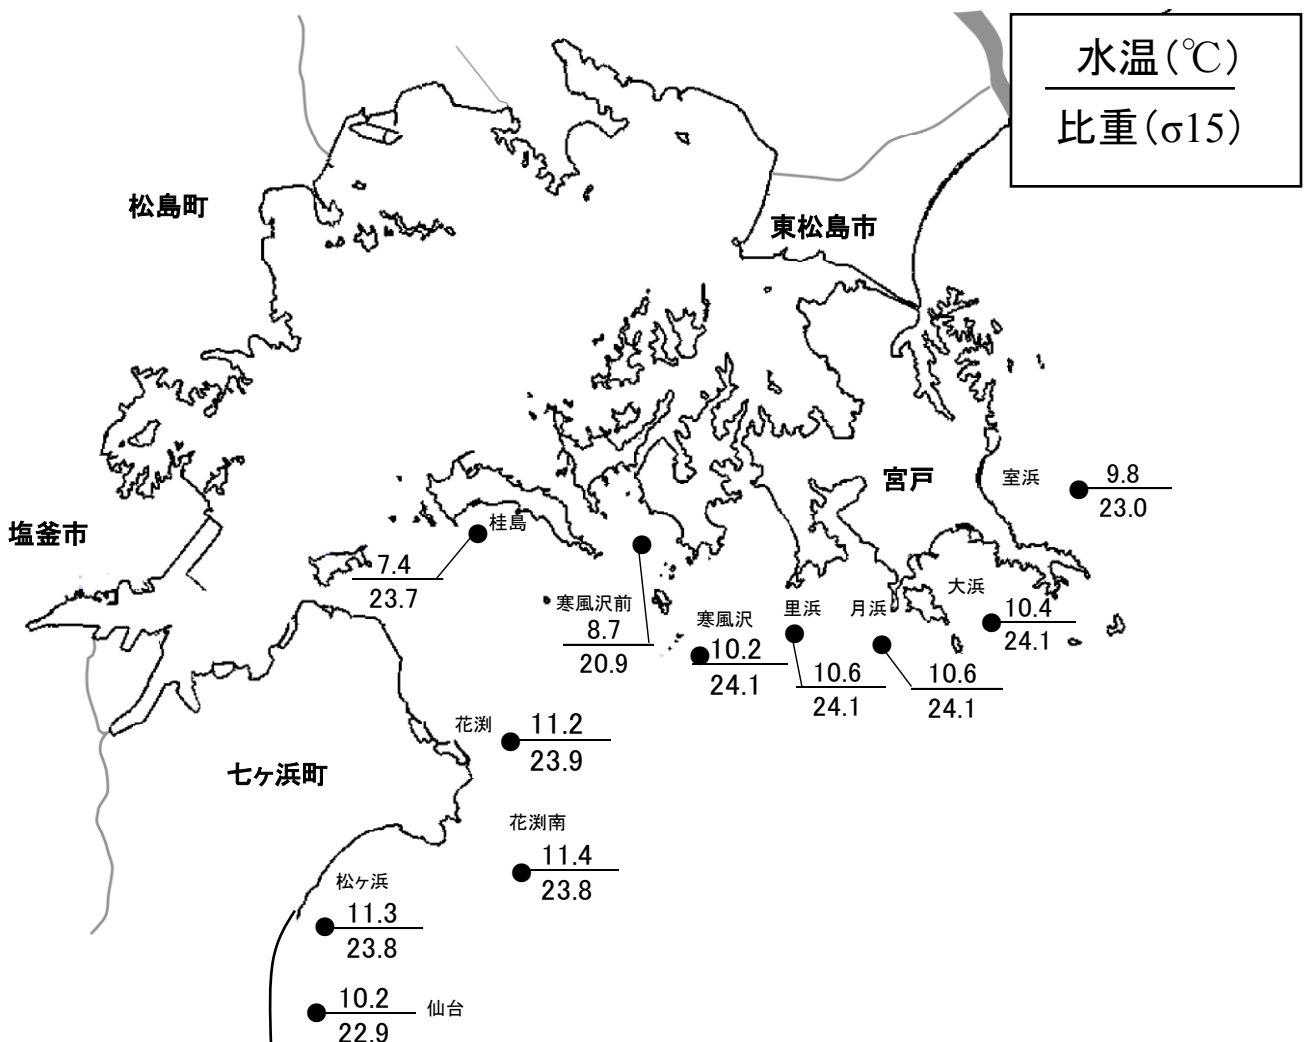 水温(℃)
比重(σ15)
松島町
東松島市
宮戸
室浜
9.8
23.0
塩釜市
桂島
7.4
23.7
寒風沢前
8.7
20.9
寒風沢
10.2
24.1
里浜
10.6
24.1
月浜
10.6
24.1
大浜
10.4
24.1
花渕
11.2
23.9
七ヶ浜町
花渕南
11.4
23.8
松ヶ浜
11.3
23.8
10.2
22.9
仙台